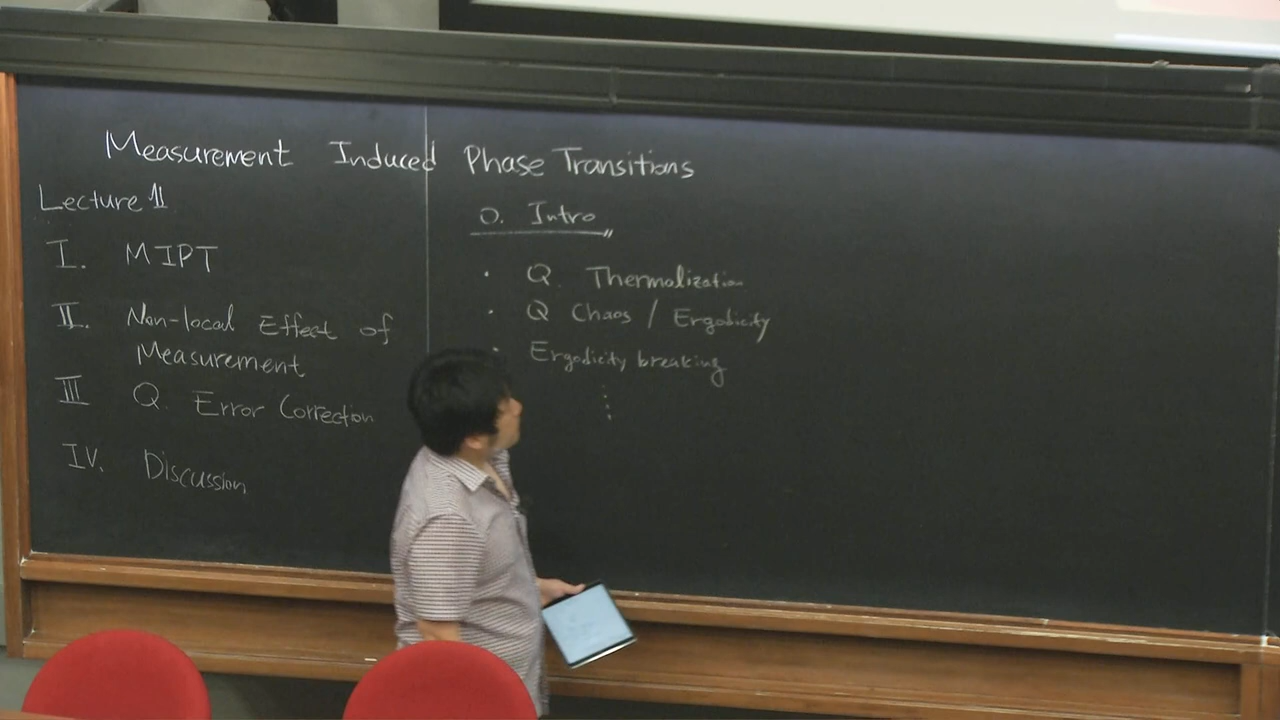 Measurement Induced Phase Transitions
Lecture 1
I. MIPT
II. Non-local Effect of
Measurement
III Q. Error Correction
IV. Discussion
0. Intro
· Q. Thermalization
· Q Chaos / Ergodicity
· Ergodicity breaking
⋮